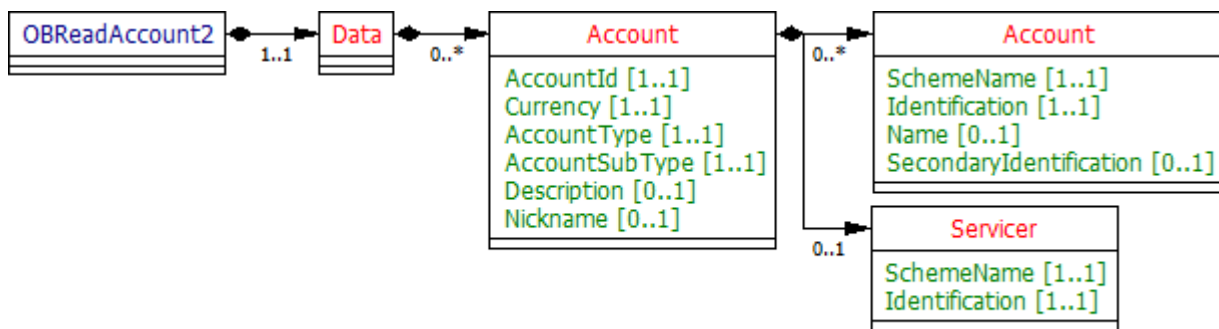 OBReadAccount2
1..1
Data
0..*
Account
AccountId [1..1]
Currency [1..1]
AccountType [1..1]
AccountSubType [1..1]
Description [0..1]
Nickname [0..1]
0..*
Account
SchemeName [1..1]
Identification [1..1]
Name [0..1]
SecondaryIdentification [0..1]
0..1
Servicer
SchemeName [1..1]
Identification [1..1]